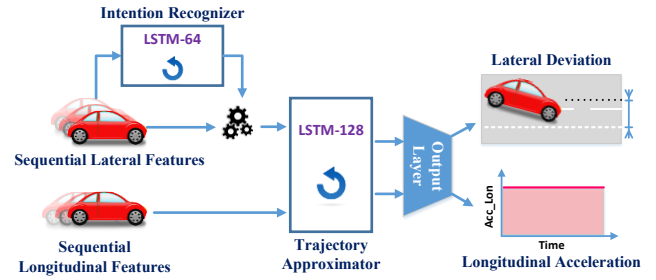 Intention Recognizer
LSTM-64
Sequential Lateral Features
LSTM-128
Output
Layer
Lateral Deviation
Acc_Lon
Time
Longitudinal Acceleration
Sequential
Longitudinal Features
Trajectory
Approximator